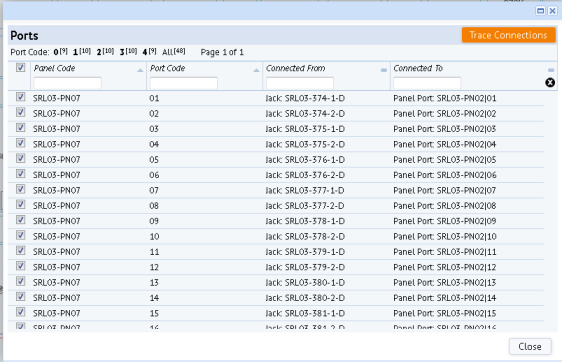 Ports
Trace Connections
Port Code: 0[9] 1[10] 2[10] 3[10] 4[9] All[48] Page 1 of 1
Panel Code Port Code Connected From Connected To
SRL03-PN07 01 Jack: SRL03-374-1-D Panel Port: SRL03-PN02|01
SRL03-PN07 02 Jack: SRL03-374-2-D Panel Port: SRL03-PN02|02
SRL03-PN07 03 Jack: SRL03-375-1-D Panel Port: SRL03-PN02|03
SRL03-PN07 04 Jack: SRL03-375-2-D Panel Port: SRL03-PN02|04
SRL03-PN07 05 Jack: SRL03-376-1-D Panel Port: SRL03-PN02|05
SRL03-PN07 06 Jack: SRL03-376-2-D Panel Port: SRL03-PN02|06
SRL03-PN07 07 Jack: SRL03-377-1-D Panel Port: SRL03-PN02|07
SRL03-PN07 08 Jack: SRL03-377-2-D Panel Port: SRL03-PN02|08
SRL03-PN07 09 Jack: SRL03-378-1-D Panel Port: SRL03-PN02|09
SRL03-PN07 10 Jack: SRL03-378-2-D Panel Port: SRL03-PN02|10
SRL03-PN07 11 Jack: SRL03-379-1-D Panel Port: SRL03-PN02|11
SRL03-PN07 12 Jack: SRL03-379-2-D Panel Port: SRL03-PN02|12
SRL03-PN07 13 Jack: SRL03-380-1-D Panel Port: SRL03-PN02|13
SRL03-PN07 14 Jack: SRL03-380-2-D Panel Port: SRL03-PN02|14
SRL03-PN07 15 Jack: SRL03-381-1-D Panel Port: SRL03-PN02|15
SRL03-PN07 16 Jack: SRL03-381-2-D Panel Port: SRL03-PN02|16
Close